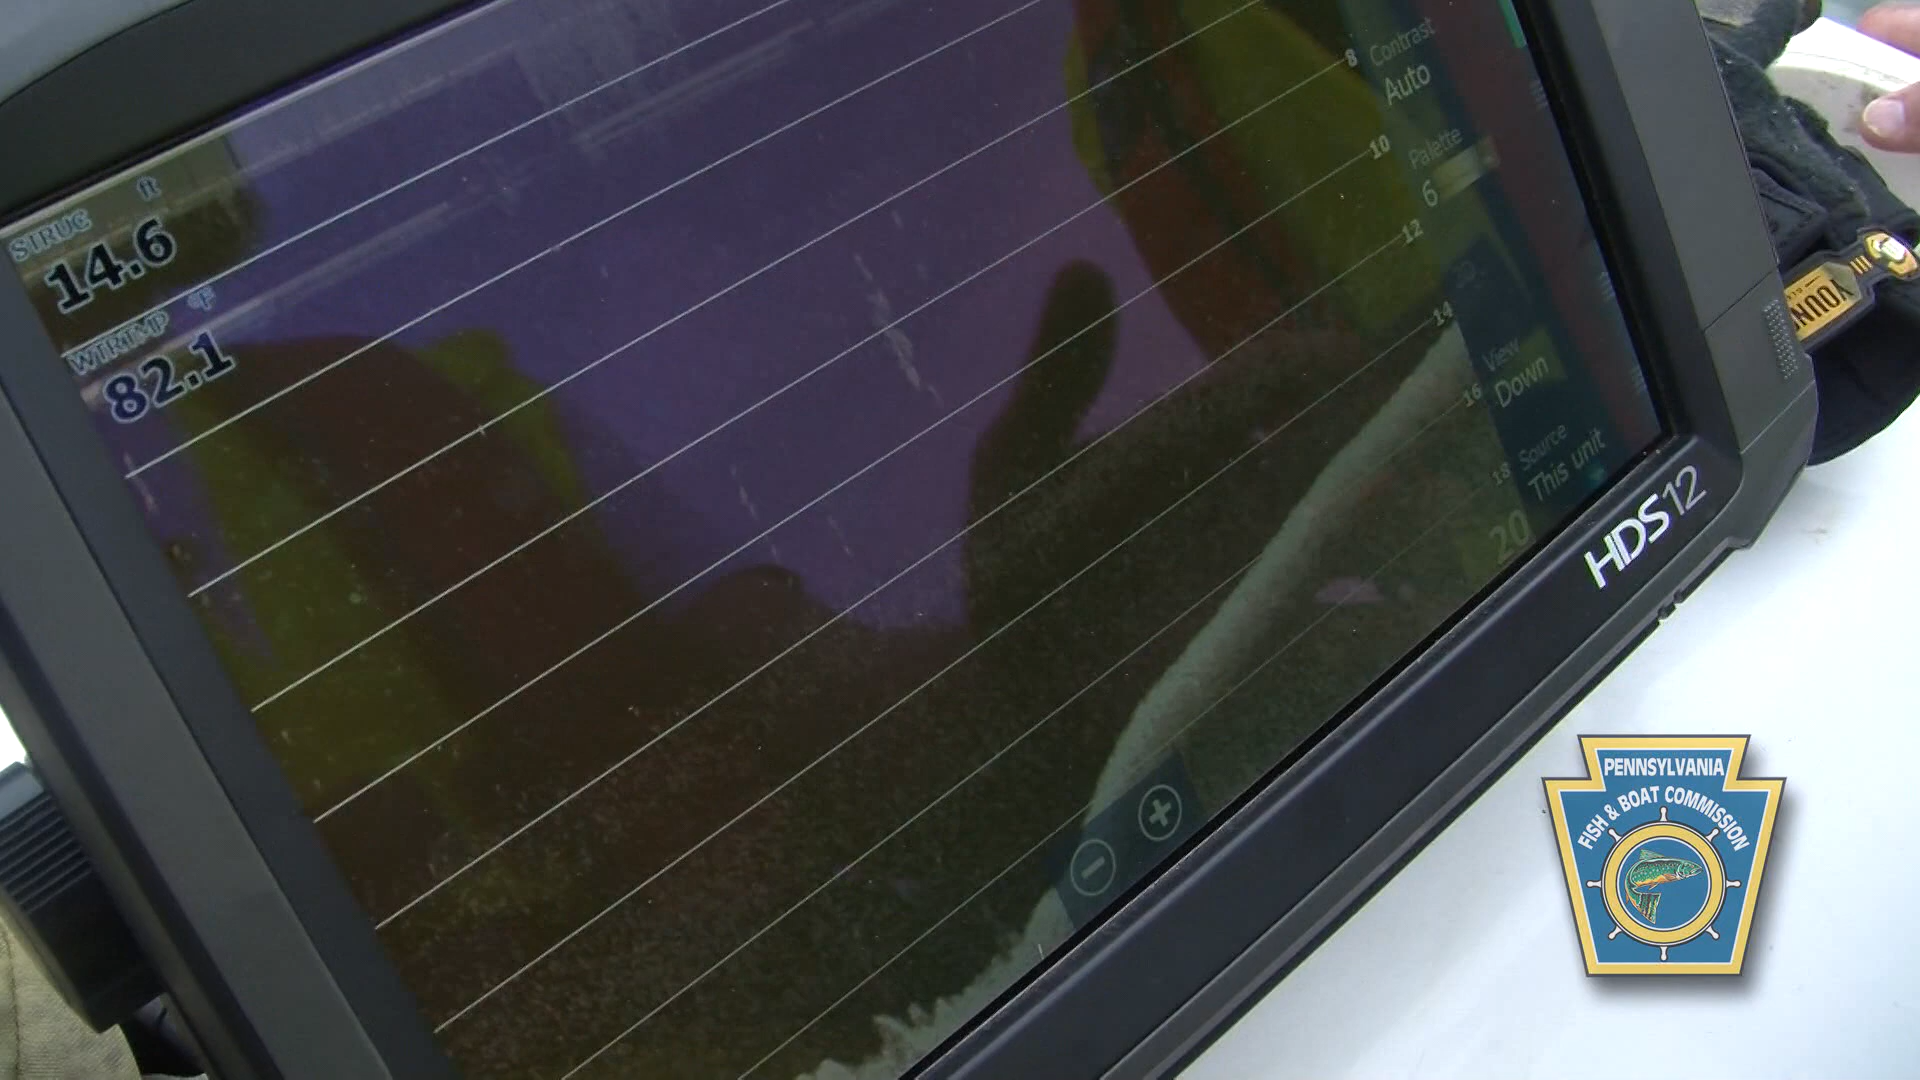 STRUC ft
14.6
WTRTMP °F
82.1
8
10
12
14
16
18
20
Contrast
Auto
Palette
6
View
Down
Source
This unit
HDS12
PENNSYLVANIA
FISH & BOAT COMMISSION